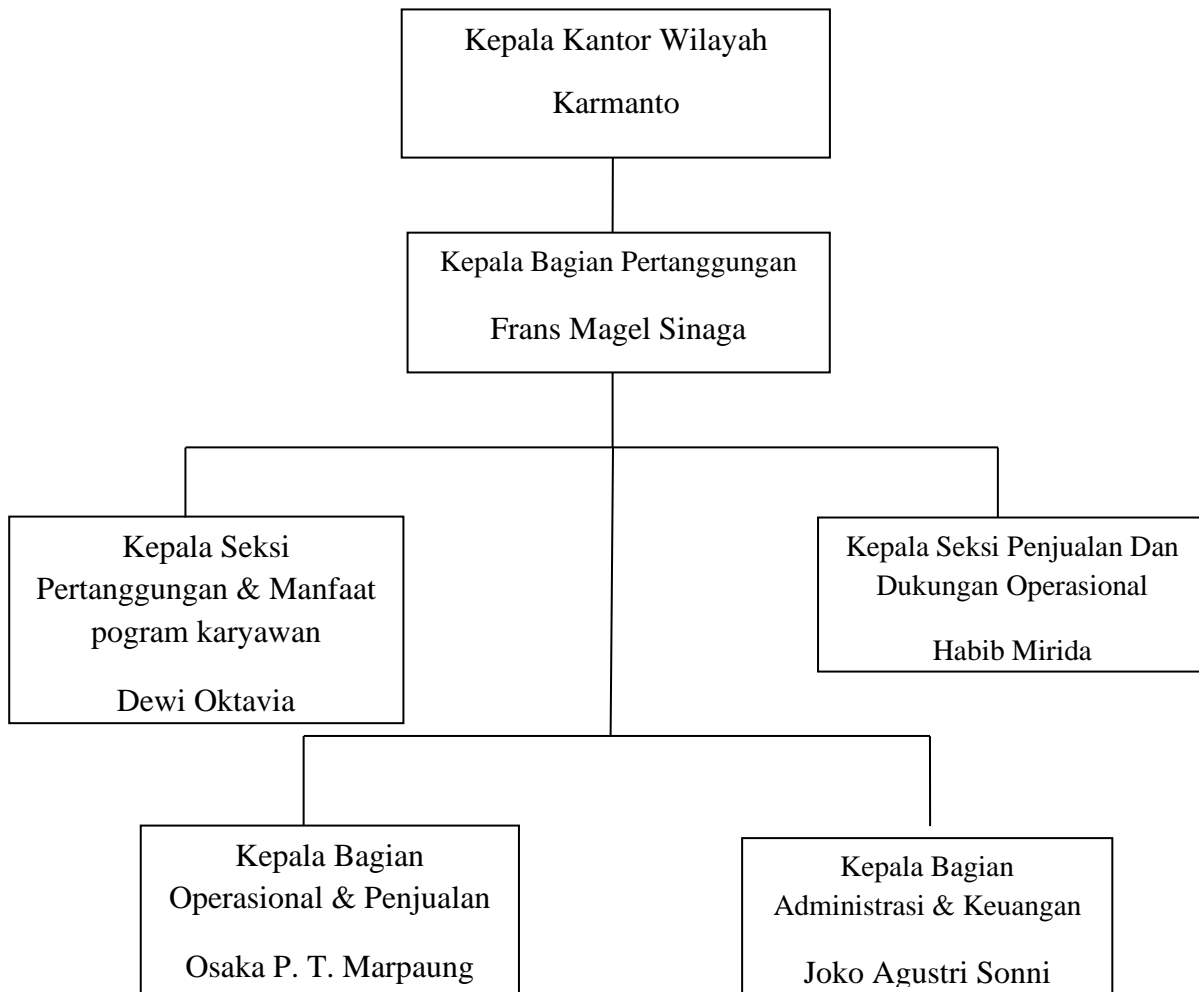 Kepala Kantor Wilayah
Karmanto
Kepala Bagian Pertanggungan
Frans Magel Sinaga
Kepala Seksi
Pertanggungan & Manfaat
pogram karyawan
Dewi Oktavia
Kepala Seksi Penjualan Dan
Dukungan Operasional
Habib Mirida
Kepala Bagian
Operasional & Penjualan
Osaka P. T. Marpaung
Kepala Bagian
Administrasi & Keuangan
Joko Agustri Sonni